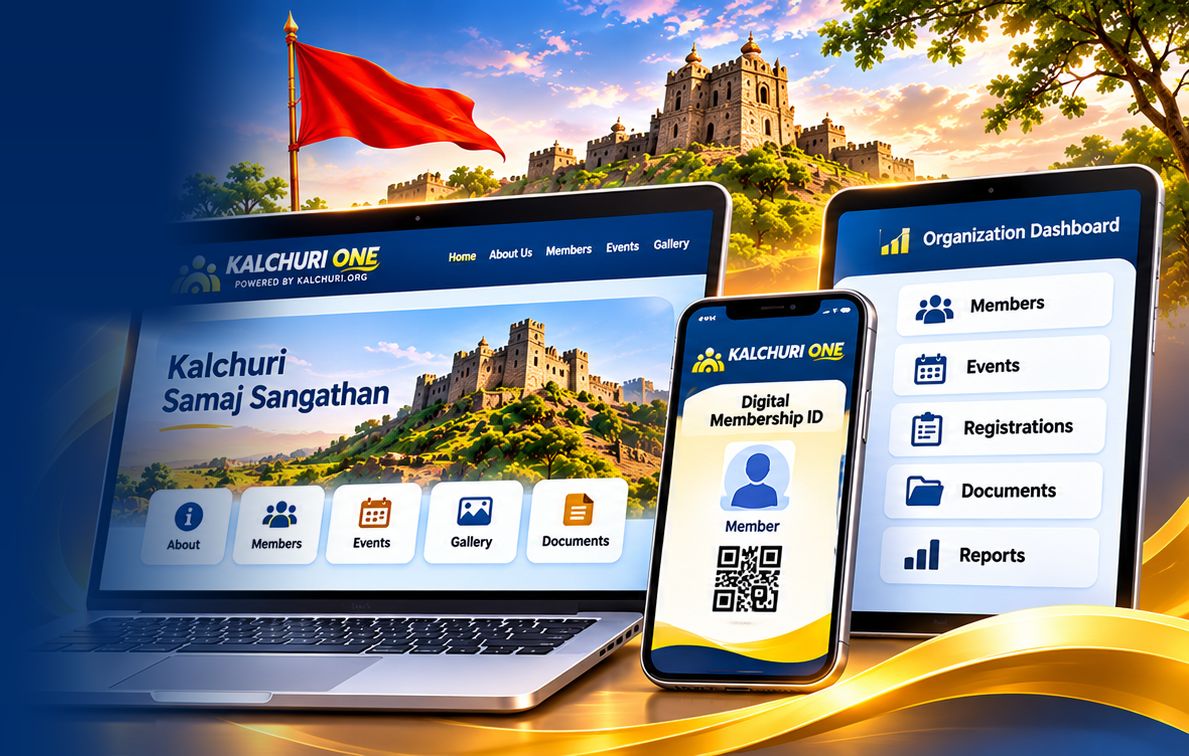 KALCHURI ONE
POWERED BY KALCHURI.ORG
Home About Us Members Events Gallery
Kalchuri
Samaj Sangathan
About
Members
Events
Gallery
Documents
KALCHURI ONE
Digital
Membership ID
Member
Organization Dashboard
Members
Events
Registrations
Documents
Reports